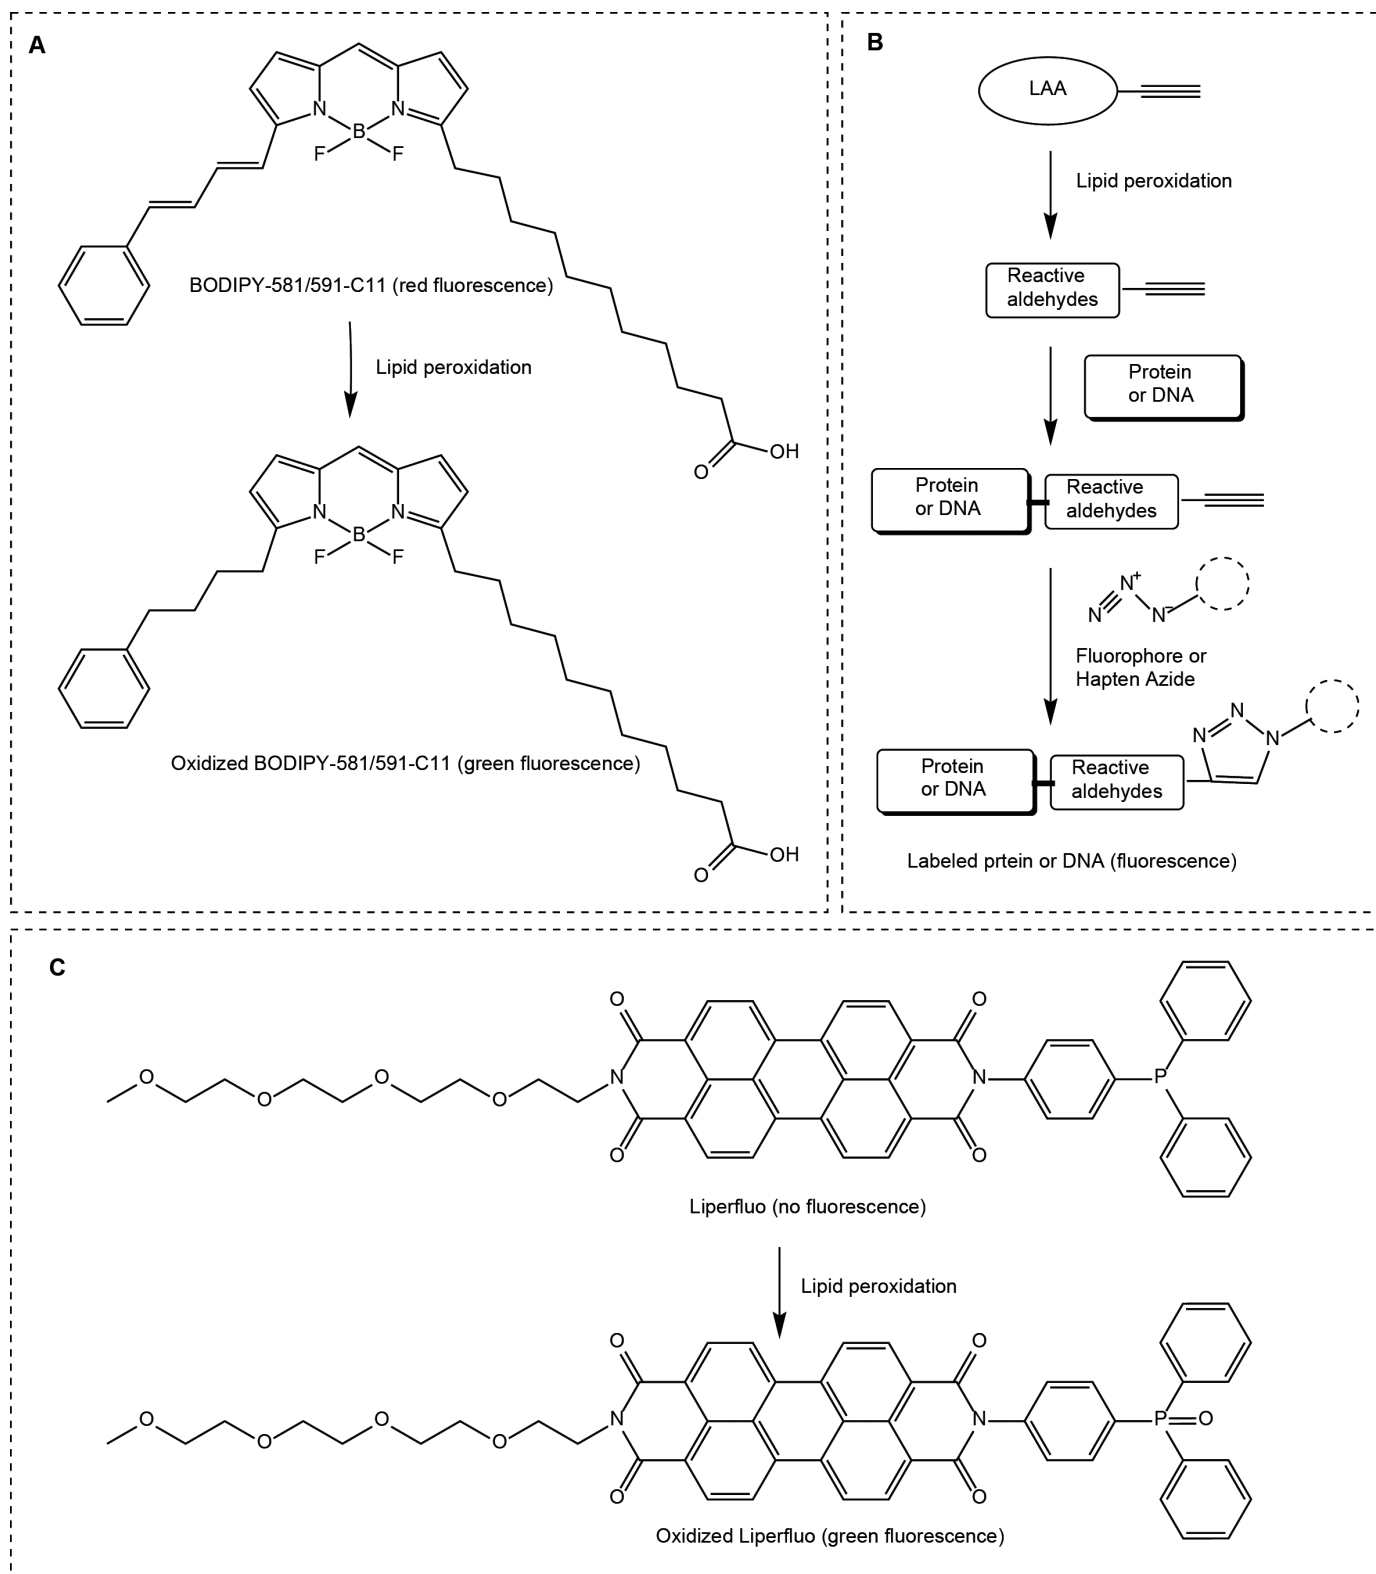 A
N
N
B
F
F
BODIPY-581/591-C11 (red fluorescence)
Lipid peroxidation
O
OH
N
N
B
F
F
Oxidized BODIPY-581/591-C11 (green fluorescence)
O
OH
B
LAA
Lipid peroxidation
Reactive
aldehydes
Protein
or DNA
Protein
or DNA
Reactive
aldehydes
N
N+
N−
Fluorophore or
Hapten Azide
N
N
N
Protein
or DNA
Reactive
aldehydes
Labeled prtein or DNA (fluorescence)
C
O
O
O
O
O
O
N
N
P
O
O
Liperfluo (no fluorescence)
Lipid peroxidation
O
O
O
O
O
O
N
N
P
O
O
O
Oxidized Liperfluo (green fluorescence)